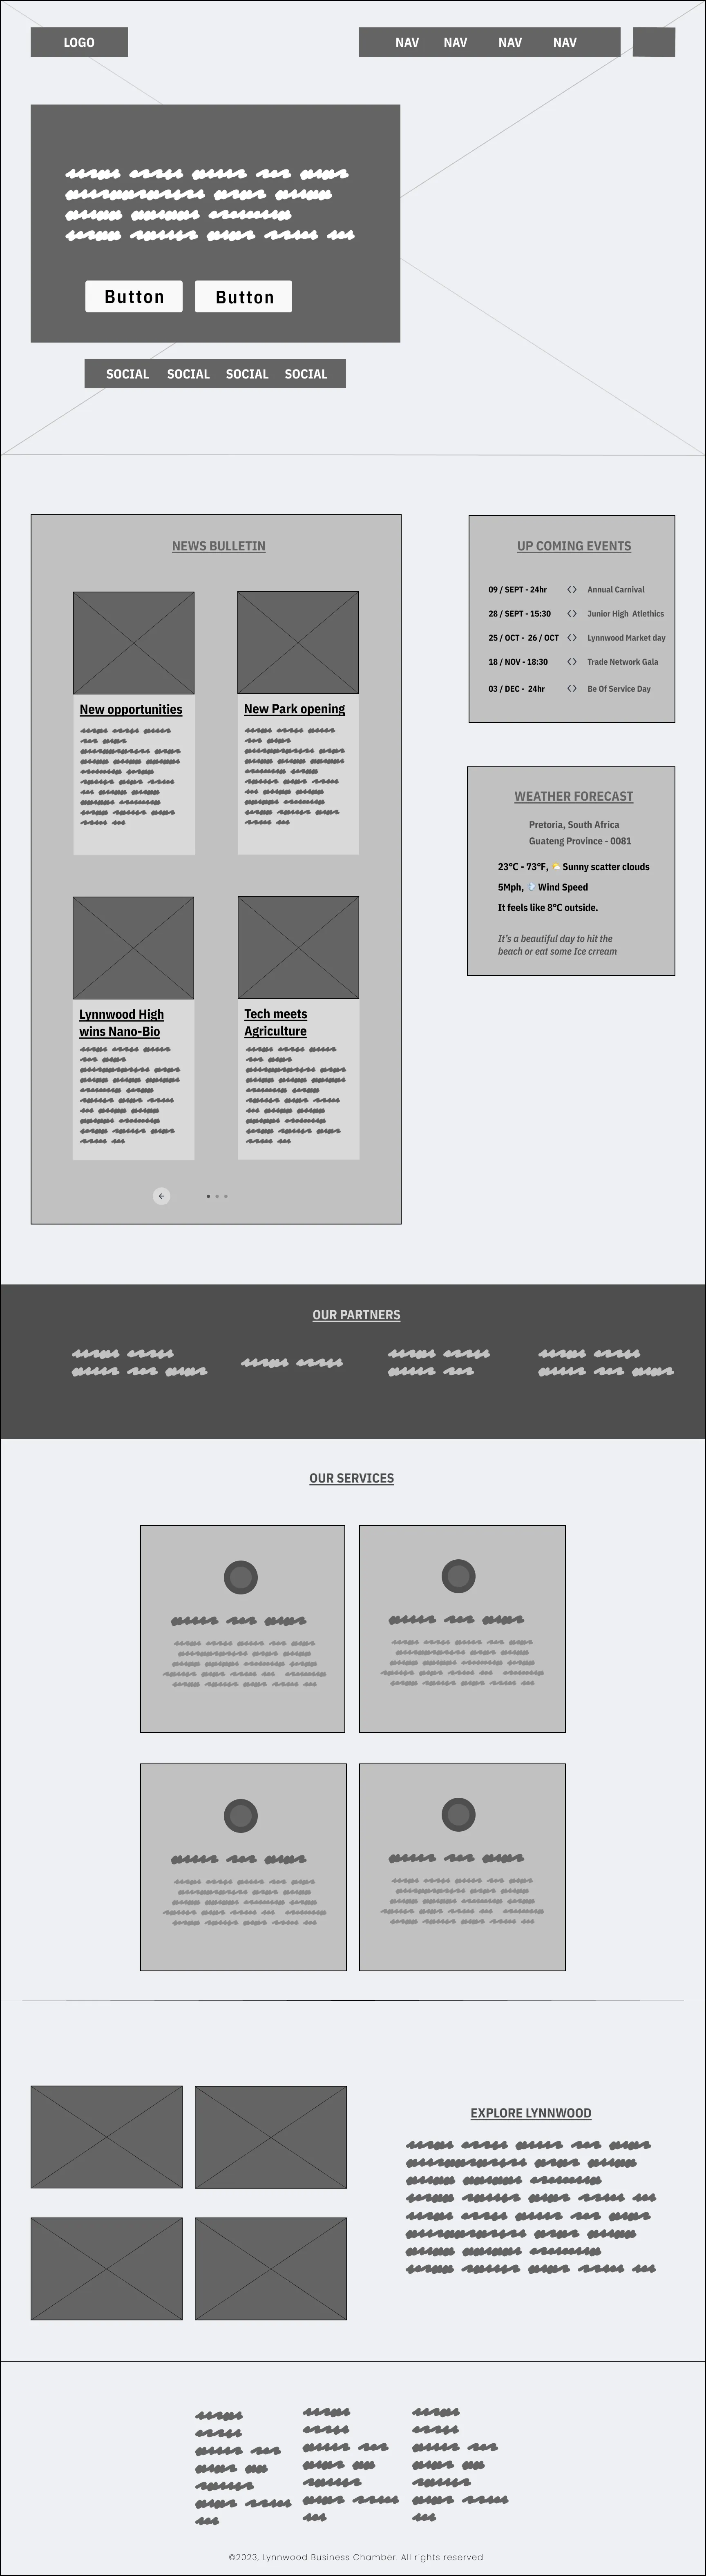 LOGO
NAV NAV NAV NAV
Button Button
SOCIAL SOCIAL SOCIAL SOCIAL
NEWS BULLETIN
New opportunities
New Park opening
Lynnwood High
wins Nano-Bio
Tech meets
Agriculture
UP COMING EVENTS
09 / SEPT - 24hr <> Annual Carnival
28 / SEPT - 15:30 <> Junior High Atlethics
25 / OCT - 26 / OCT <> Lynnwood Market day
18 / NOV - 18:30 <> Trade Network Gala
03 / DEC - 24hr <> Be Of Service Day
WEATHER FORECAST
Pretoria, South Africa
Guateng Province - 0081
23°C - 73°F, 🌤 Sunny scatter clouds
5Mph, 🌬 Wind Speed
It feels like 8°C outside.
It's a beautiful day to hit the
beach or eat some Ice crream
OUR PARTNERS
OUR SERVICES
EXPLORE LYNNWOOD
©2023, Lynnwood Business Chamber. All rights reserved